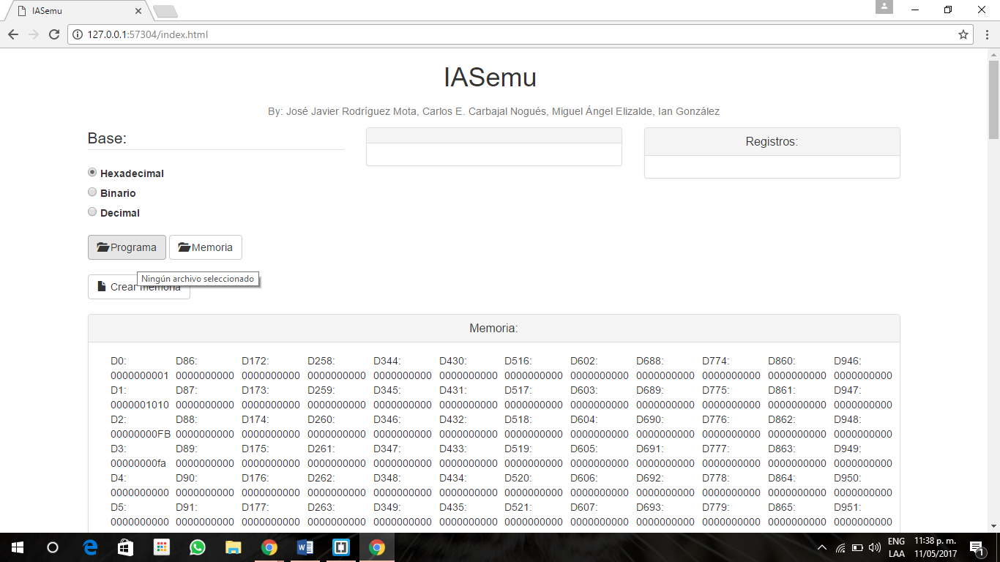 IASemu
127.0.0.1:57304/index.html
IASemu
By: José Javier Rodríguez Mota, Carlos E. Carbajal Nogués, Miguel Ángel Elizalde, Ian González
Base:
Registros:
Hexadecimal
Binario
Decimal
Programa Memoria
Ningún archivo seleccionado
Crear memoria
Memoria:
D0: D86: D172: D258: D344: D430: D516: D602: D688: D774: D860: D946:
0000000001 0000000000 0000000000 0000000000 0000000000 0000000000 0000000000 0000000000 0000000000 0000000000 0000000000 0000000000
D1: D87: D173: D259: D345: D431: D517: D603: D689: D775: D861: D947:
0000001010 0000000000 0000000000 0000000000 0000000000 0000000000 0000000000 0000000000 0000000000 0000000000 0000000000 0000000000
D2: D88: D174: D260: D346: D432: D518: D604: D690: D776: D862: D948:
00000000FB 0000000000 0000000000 0000000000 0000000000 0000000000 0000000000 0000000000 0000000000 0000000000 0000000000 0000000000
D3: D89: D175: D261: D347: D433: D519: D605: D691: D777: D863: D949:
00000000fa 0000000000 0000000000 0000000000 0000000000 0000000000 0000000000 0000000000 0000000000 0000000000 0000000000 0000000000
D4: D90: D176: D262: D348: D434: D520: D606: D692: D778: D864: D950:
0000000000 0000000000 0000000000 0000000000 0000000000 0000000000 0000000000 0000000000 0000000000 0000000000 0000000000 0000000000
D5: D91: D177: D263: D349: D435: D521: D607: D693: D779: D865: D951:
0000000000 0000000000 0000000000 0000000000 0000000000 0000000000 0000000000 0000000000 0000000000 0000000000 0000000000 0000000000
ENG 11:38 p. m.
LAA 11/05/2017
1